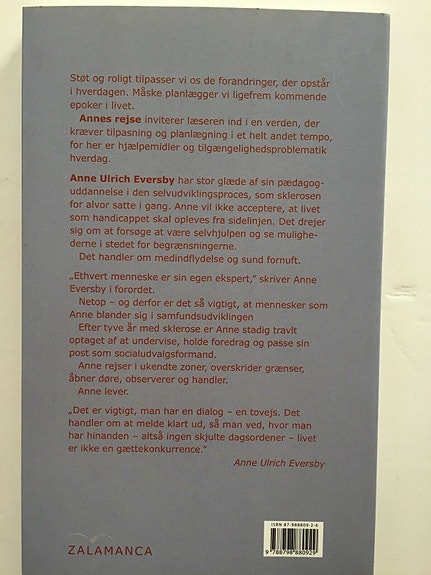 Støt og roligt tilpasser vi os de forandringer, der opstår
i hverdagen. Måske planlægger vi ligefrem kommende
epoker i livet.
Annes rejse inviterer læseren ind i en verden, der
kræver tilpasning og planlægning i et helt andet tempo,
for her er hjælpemidler og tilgængelighedsproblematik
hverdag.
Anne Ulrich Eversby har stor glæde af sin pædagog-
uddannelse i den selvudviklingsproces, som sklerosen
for alvor satte i gang. Anne vil ikke acceptere, at livet
som handicappet skal opleves fra sidelinjen. Det drejer
sig om at forsøge at være selvhjulpen og se mulighe-
derne i stedet for begrænsningerne.
Det handler om medindflydelse og sund fornuft.
„Ethvert menneske er sin egen ekspert,” skriver Anne
Eversby i forordet.
Netop – og derfor er det så vigtigt, at mennesker som
Anne blander sig i samfundsudviklingen
Efter tyve år med sklerose er Anne stadig travlt
optaget af at undervise, holde foredrag og passe sin
post som socialudvalgsformand.
Anne rejser i ukendte zoner, overskrider grænser,
åbner døre, observerer og handler.
Anne lever.
„Det er vigtigt, man har en dialog – en tovejs. Det
handler om at melde klart ud, så man ved, hvor man
har hinanden – altså ingen skjulte dagsordener – livet
er ikke en gættekonkurrence.”
Anne Ulrich Eversby
ISBN 87-988809-2-8
9 788798 880929
ZALAMANCA